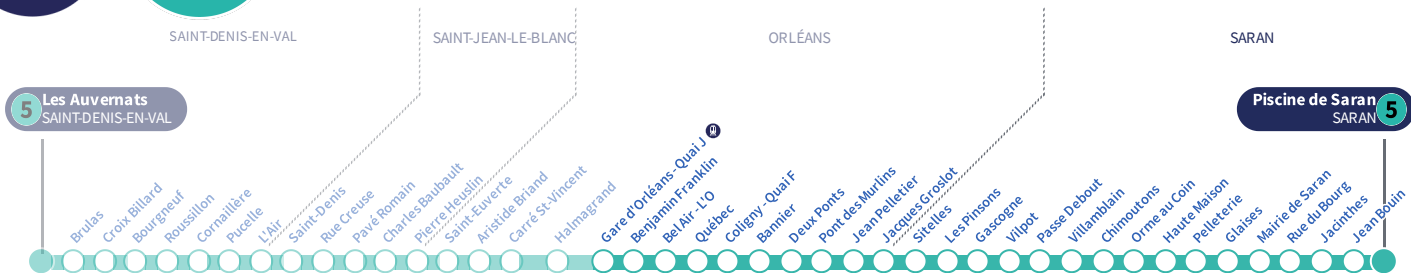 SAINT-DENIS-EN-VAL
SAINT-JEAN-LE-BLANC
ORLÉANS
SARAN
5
Les Auvernats
SAINT-DENIS-EN-VAL
Piscine de Saran
SARAN
5
Brulas
Croix Billard
Bourgneuf
Roussillon
Cornaillère
Pucelle
L'Air
Saint-Denis
Rue Creuse
Pavé Romain
Charles Baubault
Pierre Heuslin
Saint-Euverte
Aristide Briand
Carré St-Vincent
Halmagrand
Gare d'Orléans - Quai J
Benjamin Franklin
Bel Air - L'O
Québec
Coligny - Quai F
Bannier
Deux Ponts
Pont des Murlins
Jean Pelletier
Jacques Groslot
Sitelles
Les Pinsons
Gascogne
Vilpot
Passe Debout
Villamblain
Chimoutons
Orme au Coin
Haute Maison
Pelleterie
Glaises
Mairie de Saran
Rue du Bourg
Jacinthes
Jean Bouin